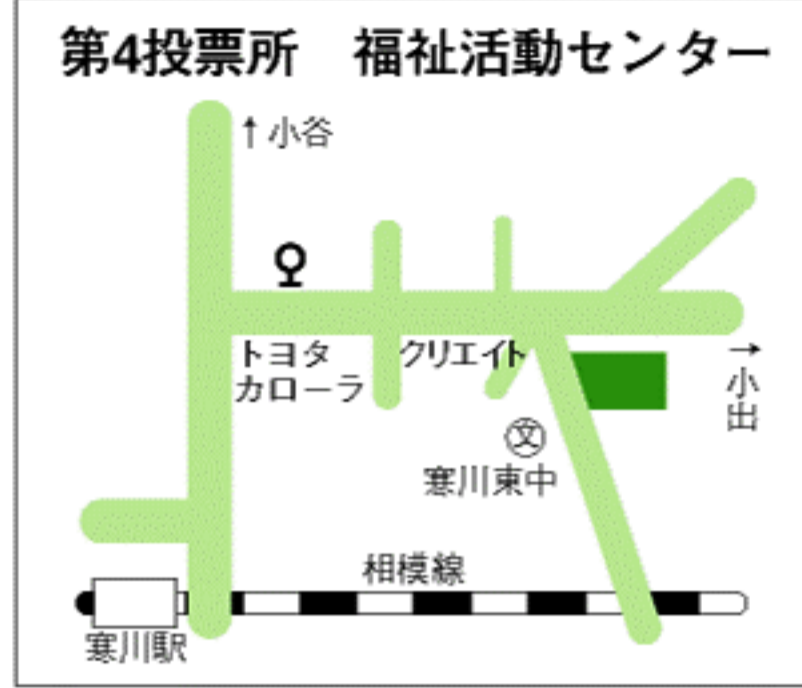 第4投票所　福祉活動センター
↑小谷
トヨタ
カローラ
クリエイト
→
小出
文
寒川東中
相模線
寒川駅